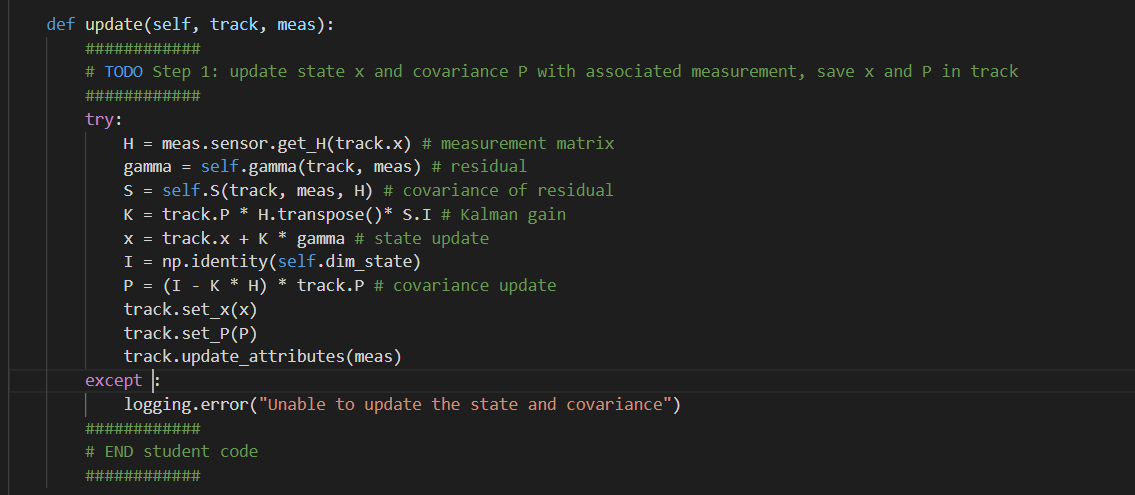 def update(self, track, meas):
############
# TODO Step 1: update state x and covariance P with associated measurement, save x and P in track
############
try:
H = meas.sensor.get_H(track.x) # measurement matrix
gamma = self.gamma(track, meas) # residual
S = self.S(track, meas, H) # covariance of residual
K = track.P * H.transpose()* S.I # Kalman gain
x = track.x + K * gamma # state update
I = np.identity(self.dim_state)
P = (I - K * H) * track.P # covariance update
track.set_x(x)
track.set_P(P)
track.update_attributes(meas)
except :
logging.error("Unable to update the state and covariance")
############
# END student code
############